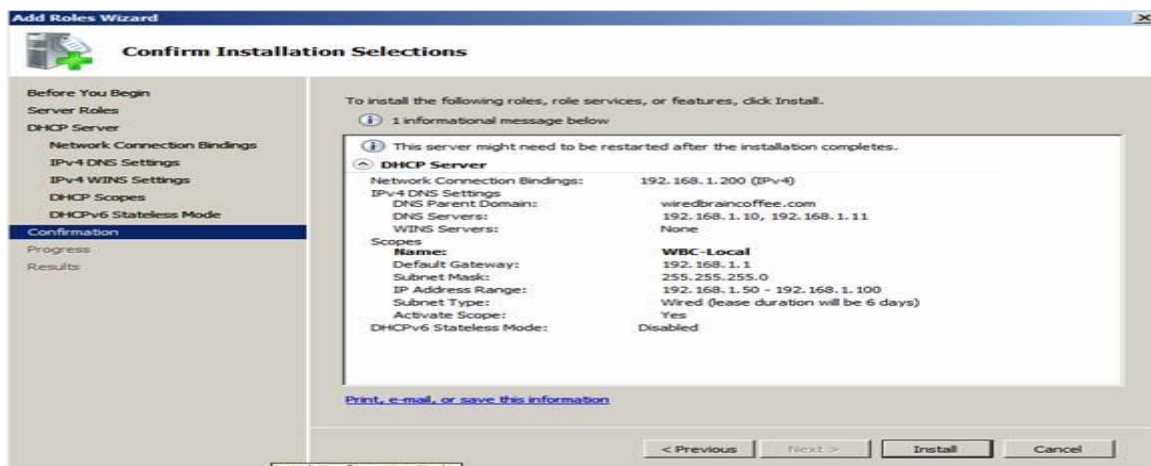 Add Roles Wizard
Confirm Installation Selections
Before You Begin
Server Roles
DHCP Server
Network Connection Bindings
IPv4 DNS Settings
IPv4 WINS Settings
DHCP Scopes
DHCPv6 Stateless Mode
Confirmation
Progress
Results
To install the following roles, role services, or features, click Install.
1 informational message below
This server might need to be restarted after the installation completes.
DHCP Server
Network Connection Bindings: 192.168.1.200 (IPv4)
IPv4 DNS Settings
DNS Parent Domain: wiredbraincoffee.com
DNS Servers: 192.168.1.10, 192.168.1.11
WINS Servers: None
Scopes
Name: WBC-Local
Default Gateway: 192.168.1.1
Subnet Mask: 255.255.255.0
IP Address Range: 192.168.1.50 - 192.168.1.100
Subnet Type: Wired (lease duration will be 6 days)
Activate Scope: Yes
DHCPv6 Stateless Mode: Disabled
Print, e-mail, or save this information
< Previous Next > Install Cancel